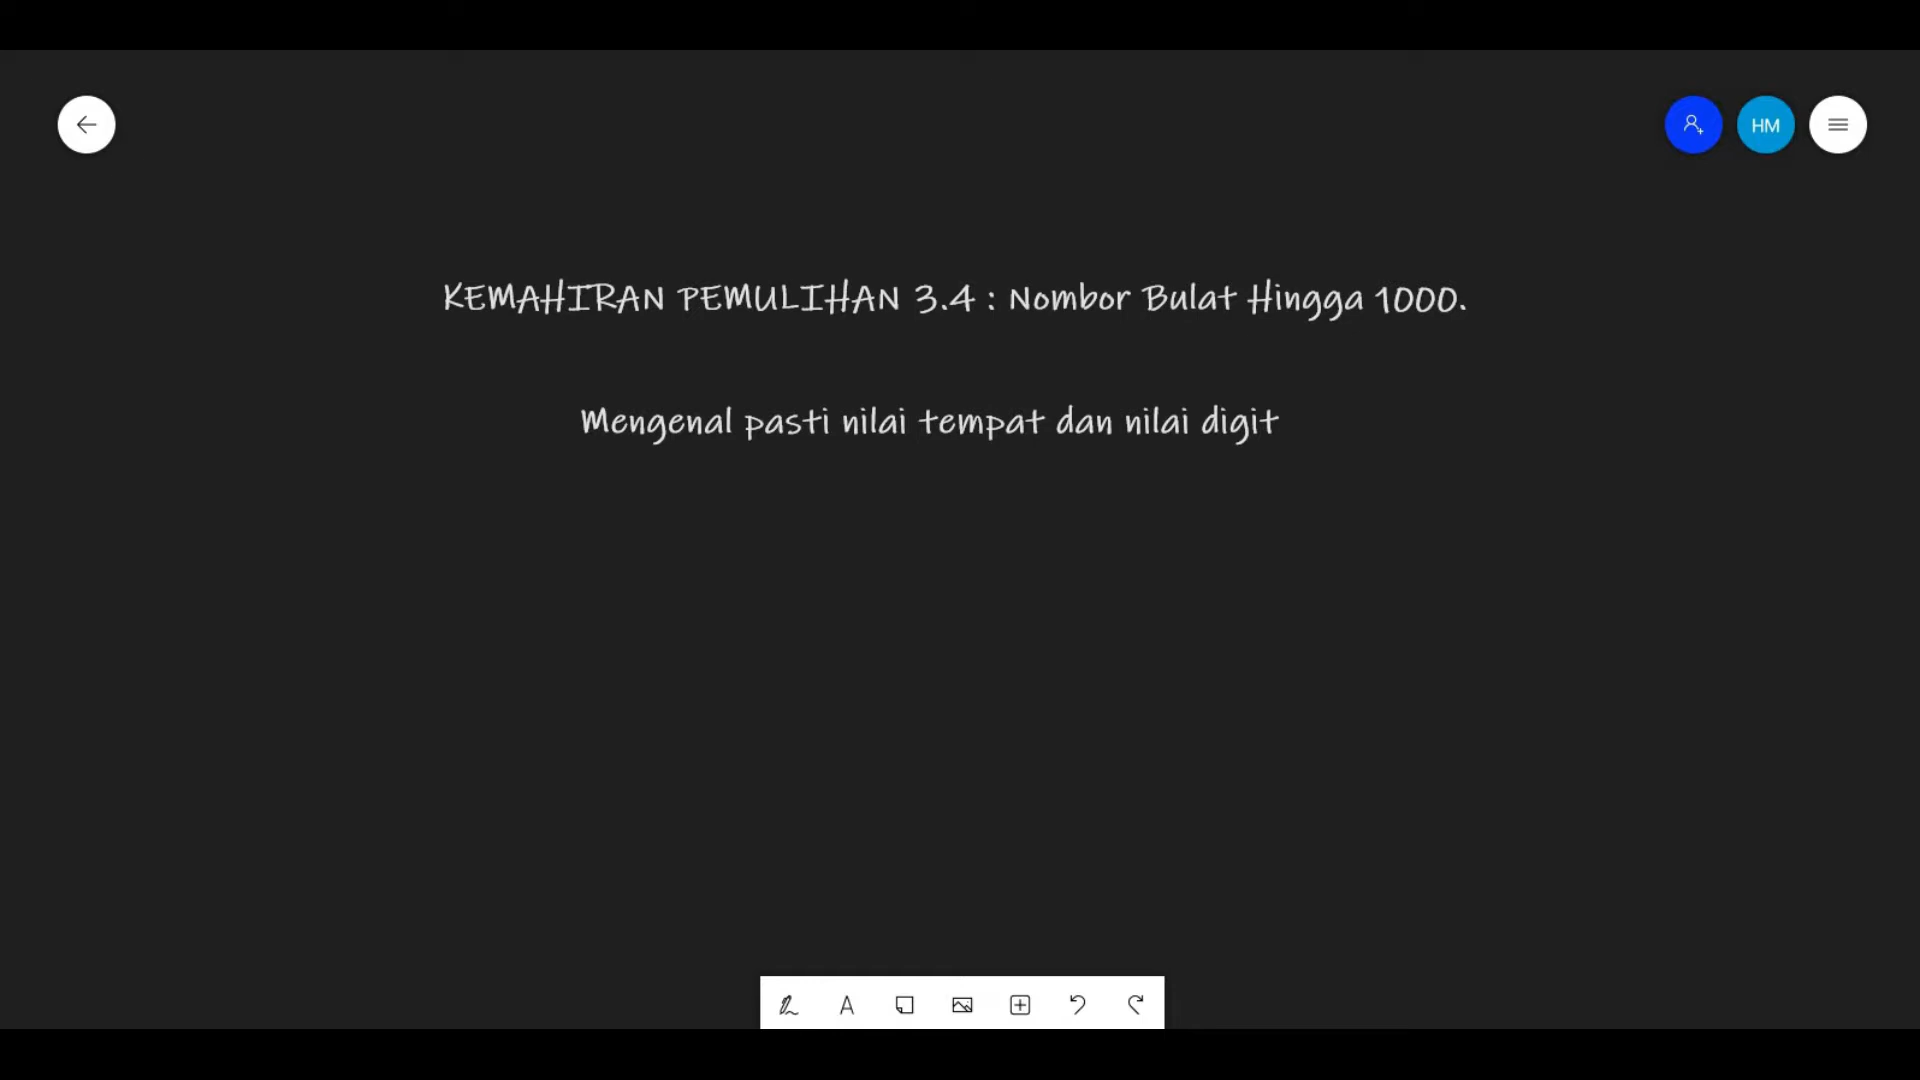 HM
KEMAHIRAN PEMULIHAN 3.4 : Nombor Bulat Hingga 1000.
Mengenal pasti nilai tempat dan nilai digit
A